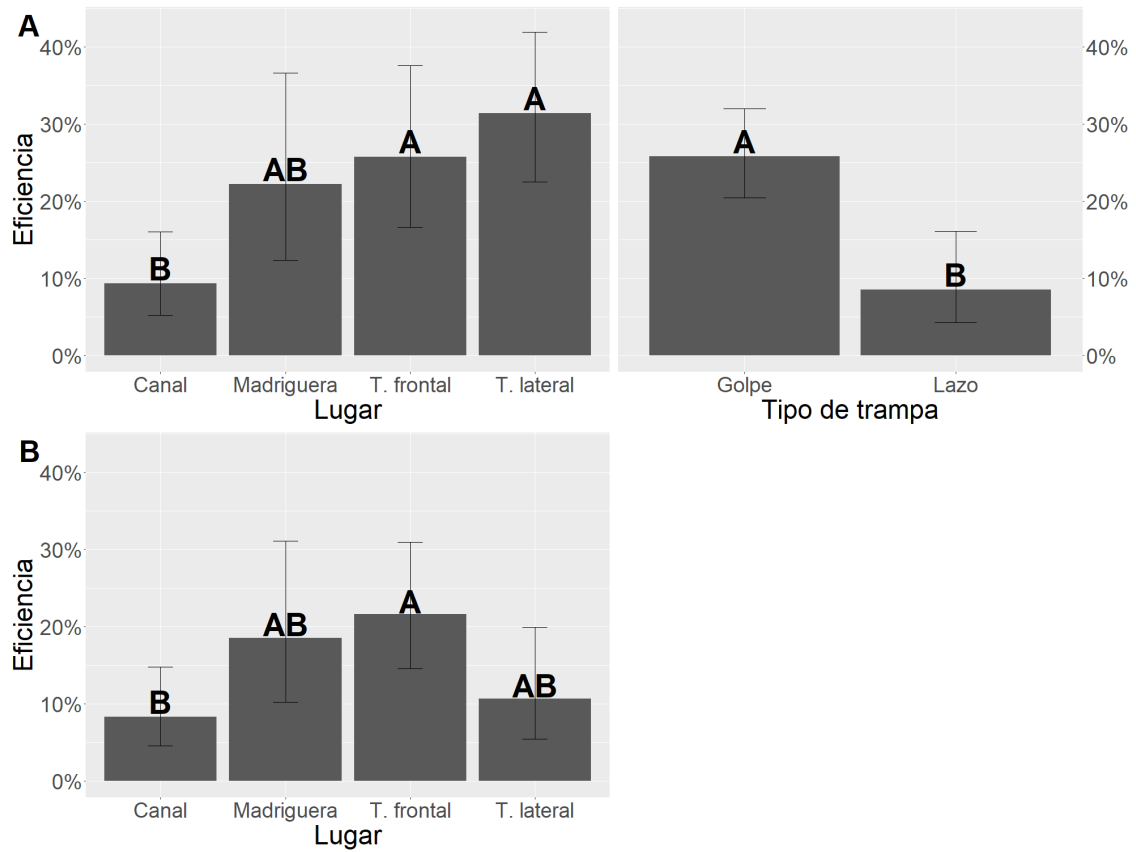 A
40%
30%
20%
10%
0%
Eficiencia
B
AB
A
A
Canal
Madriguera
T. frontal
T. lateral
Lugar
A
B
40%
30%
20%
10%
0%
Golpe
Lazo
Tipo de trampa
B
40%
30%
20%
10%
0%
Eficiencia
B
AB
A
AB
Canal
Madriguera
T. frontal
T. lateral
Lugar